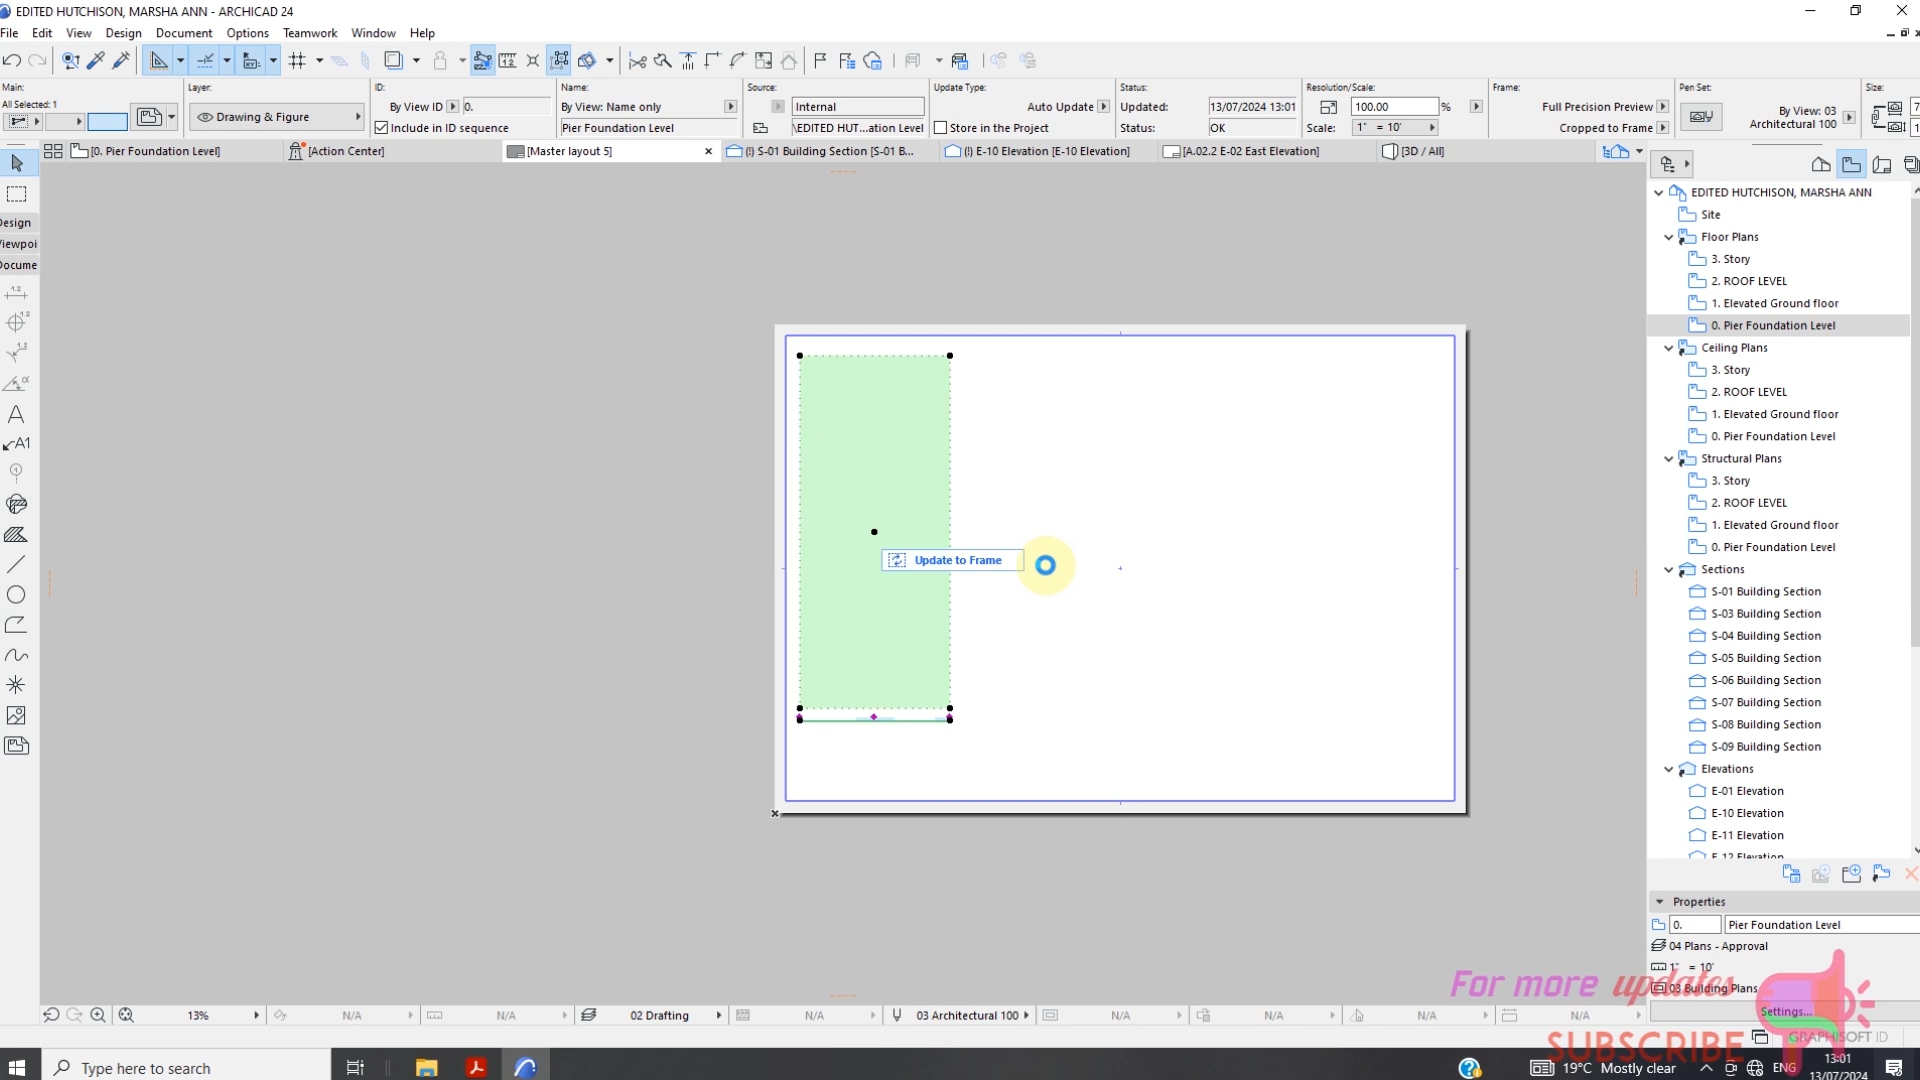 EDITED HUTCHISON, MARSHA ANN - ARCHICAD 24
File Edit View Design Document Options Teamwork Window Help
Main:
All Selected: 1
Layer:
Drawing & Figure
ID:
By View ID
0.
Include in ID sequence
Name:
By View: Name only
Pier Foundation Level
Source:
Internal
\EDITED HUT...ation Level
Update Type:
Auto Update
Store in the Project
Status:
Updated:
13/07/2024 13:01
Status:
OK
Resolution/Scale:
100.00
%
Scale:
1" = 10'
Frame:
Full Precision Preview
Cropped to Frame
Pen Set:
By View: 03
Architectural 100
Size:
[0. Pier Foundation Level]
[Action Center]
[Master layout 5]
(!) S-01 Building Section [S-01 B...
(!) E-10 Elevation [E-10 Elevation]
[A.02.2 E-02 East Elevation]
[3D / All]
Design
Viewpoi
Docume
Update to Frame
EDITED HUTCHISON, MARSHA ANN
Site
Floor Plans
3. Story
2. ROOF LEVEL
1. Elevated Ground floor
0. Pier Foundation Level
Ceiling Plans
3. Story
2. ROOF LEVEL
1. Elevated Ground floor
0. Pier Foundation Level
Structural Plans
3. Story
2. ROOF LEVEL
1. Elevated Ground floor
0. Pier Foundation Level
Sections
S-01 Building Section
S-03 Building Section
S-04 Building Section
S-05 Building Section
S-06 Building Section
S-07 Building Section
S-08 Building Section
S-09 Building Section
Elevations
E-01 Elevation
E-10 Elevation
E-11 Elevation
E-12 Elevation
Properties
0.
Pier Foundation Level
04 Plans - Approval
1" = 10'
03 Building Plans
Settings...
For more updates
SUBSCRIBE
GRAPHISOFT ID
13%
N/A
N/A
02 Drafting
N/A
03 Architectural 100
N/A
N/A
N/A
N/A
Type here to search
19°C Mostly clear
ENG
13:01
13/07/2024